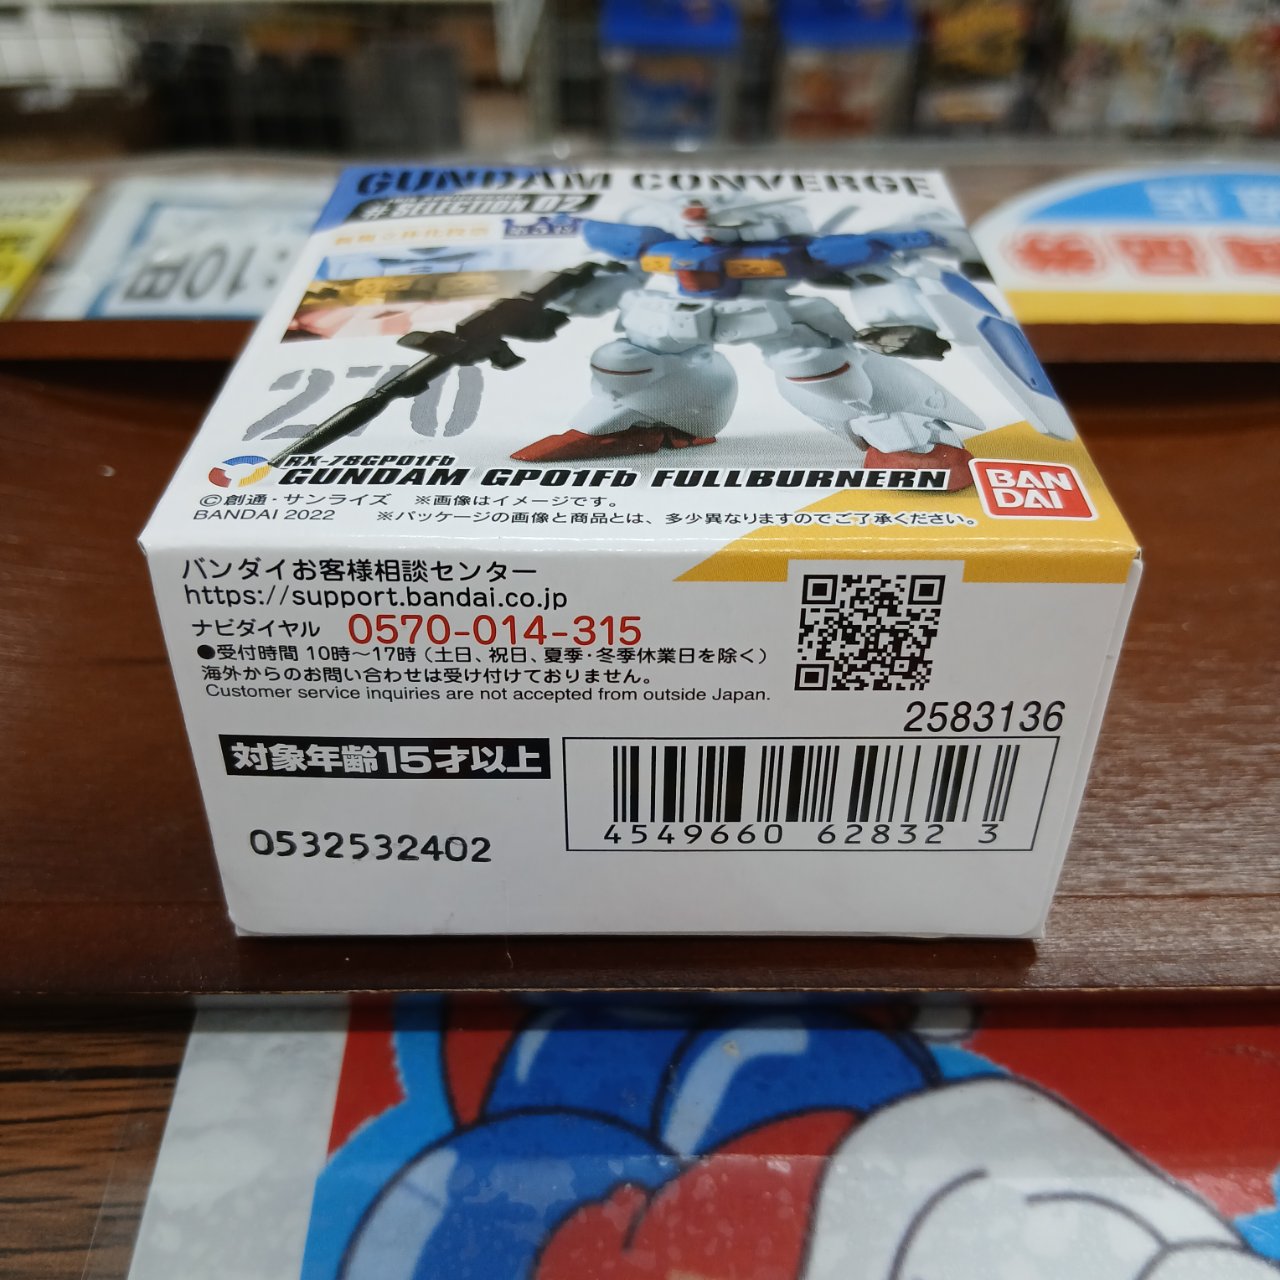 GUNDAM CONVERGE
# SELECTION 02
270
RX-78GP01Fb
GUNDAM GP01Fb FULLBURNERN
BAN
DAI
©創通・サンライズ ※画像はイメージです。
BANDAI 2022 ※パッケージの画像と商品とは、多少異なりますのでご了承ください。
バンダイお客様相談センター
https://support.bandai.co.jp
ナビダイヤル 0570-014-315
●受付時間 10時〜17時（土日、祝日、夏季・冬季休業日を除く）
海外からのお問い合わせは受け付けておりません。
Customer service inquiries are not accepted from outside Japan.
2583136
対象年齢15才以上
4549660 62832 3
0532532402